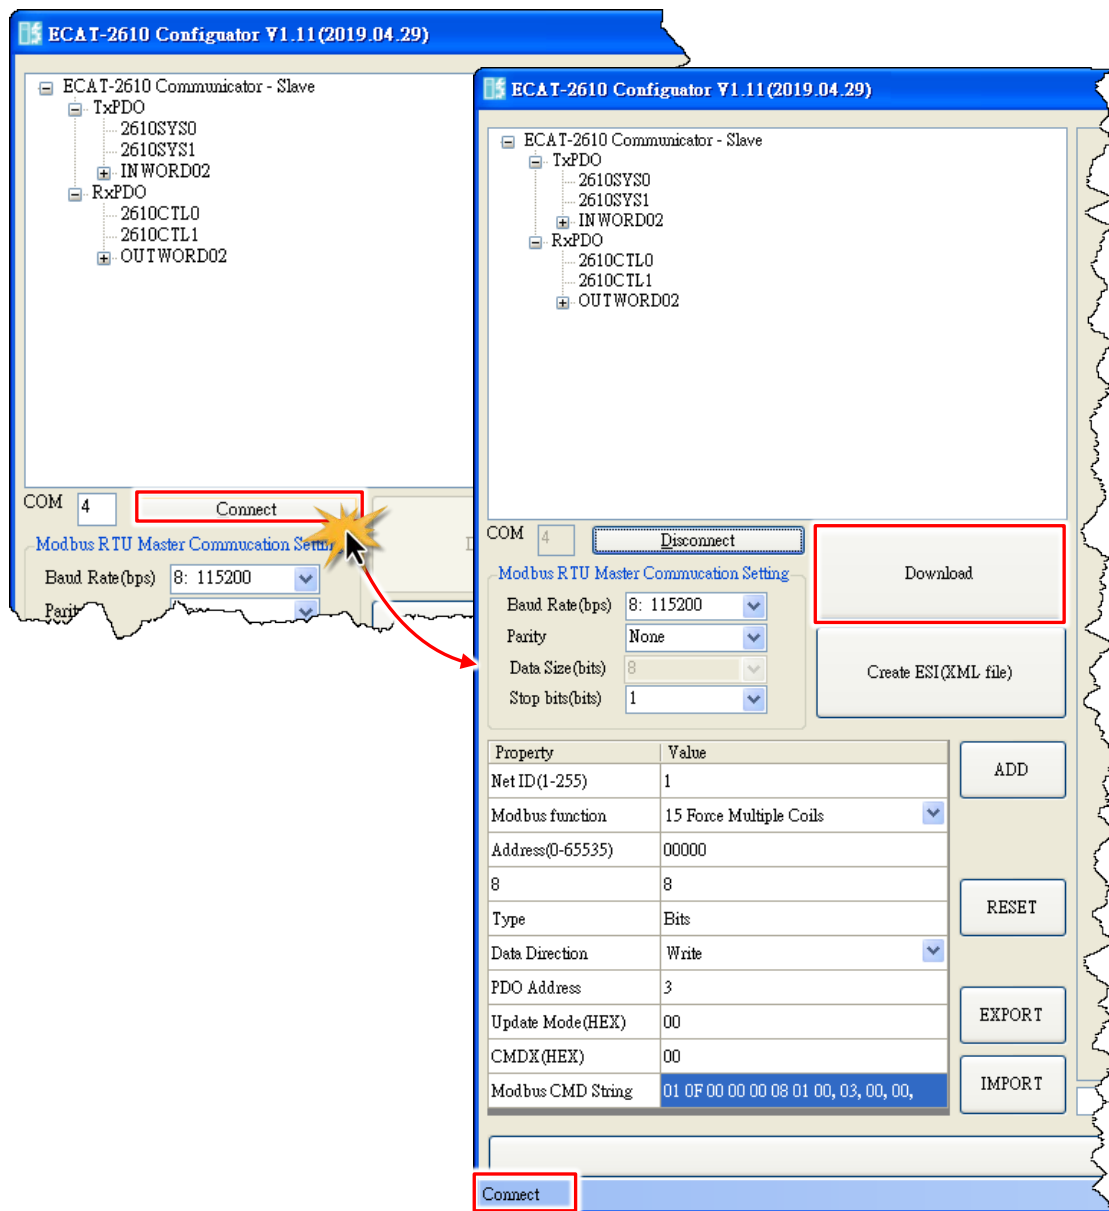 ECAT-2610 Configuator V1.11(2019.04.29)
ECAT-2610 Communicator - Slave
TxPDO
2610SYS0
2610SYS1
INWORD02
RxPDO
2610CTL0
2610CTL1
OUTWORD02
COM 4 Connect
Modbus RTU Master Commucation
Baud Rate(bps) 8: 115200
ECAT-2610 Configuator V1.11(2019.04.29)
ECAT-2610 Communicator - Slave
TxPDO
2610SYS0
2610SYS1
INWORD02
RxPDO
2610CTL0
2610CTL1
OUTWORD02
COM 4 Disconnect
Download
Modbus RTU Master Commucation Setting
Baud Rate(bps) 8: 115200
Parity None
Data Size(bits) 8
Stop bits(bits) 1
Create ESI(XML file)
Property Value
Net ID(1-255) 1
Modbus function 15 Force Multiple Coils
Address(0-65535) 00000
8 8
Type Bits
Data Direction Write
PDO Address 3
Update Mode(HEX) 00
CMDX(HEX) 00
Modbus CMD String 01 0F 00 00 00 08 01 00, 03, 00, 00,
ADD
RESET
EXPORT
IMPORT
Connect